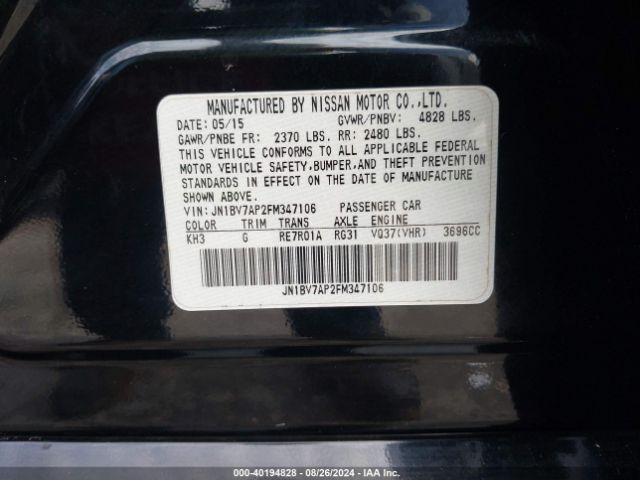 MANUFACTURED BY NISSAN MOTOR CO.,LTD.
DATE: 05/15 GVWR/PNBV: 4828 LBS.
GAWR/PNBE FR: 2370 LBS. RR: 2480 LBS.
THIS VEHICLE CONFORMS TO ALL APPLICABLE FEDERAL
MOTOR VEHICLE SAFETY,BUMPER,AND THEFT PREVENTION
STANDARDS IN EFFECT ON THE DATE OF MANUFACTURE
SHOWN ABOVE.
VIN: JN1BV7AP2FM347106 PASSENGER CAR
COLOR TRIM TRANS AXLE ENGINE
KH3 G RE7R01A RG31 VQ37(VHR) 3696CC
JN1BV7AP2FM347106
000-40194828 - 08/26/2024 - IAAI.COM